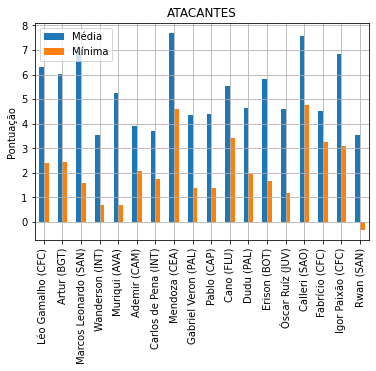 ATACANTES
Média
Mínima
Pontuação
8
7
6
5
4
3
2
1
0
Léo Gamalho (CFC)
Artur (BGT)
Marcos Leonardo (SAN)
Wanderson (INT)
Muriqui (AVA)
Ademir (CAM)
Carlos de Pena (INT)
Mendoza (CEA)
Gabriel Veron (PAL)
Pablo (CAP)
Cano (FLU)
Dudu (PAL)
Erison (BOT)
Óscar Ruíz (JUV)
Calleri (SAO)
Fabrício (CFC)
Igor Paixão (CFC)
Rwan (SAN)